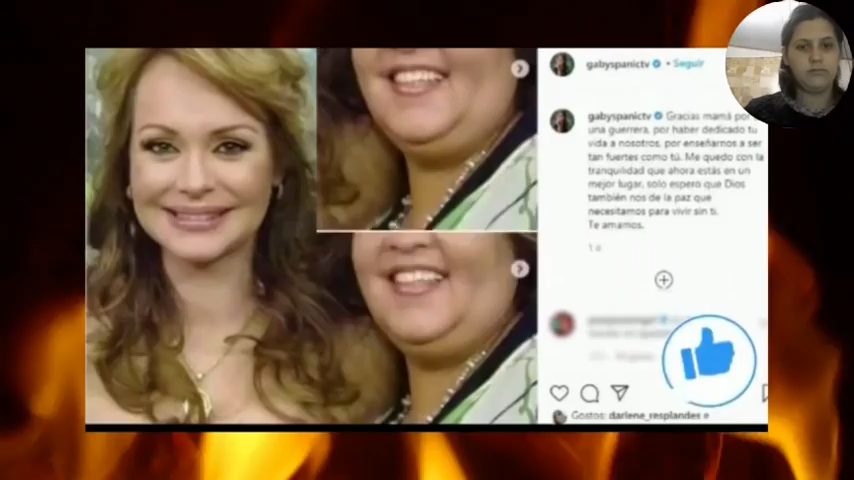 gabyspanictv • Seguir
gabyspanictv Gracias mamá por
una guerrera, por haber dedicado tu
vida a nosotros, por enseñarnos a ser
tan fuertes como tú. Me quedo con la
tranquilidad que ahora estás en un
mejor lugar, solo espero que Dios
también nos de la paz que
necesitamos para vivir sin ti.
Te amamos.
Gostos: darlene_resplandes e